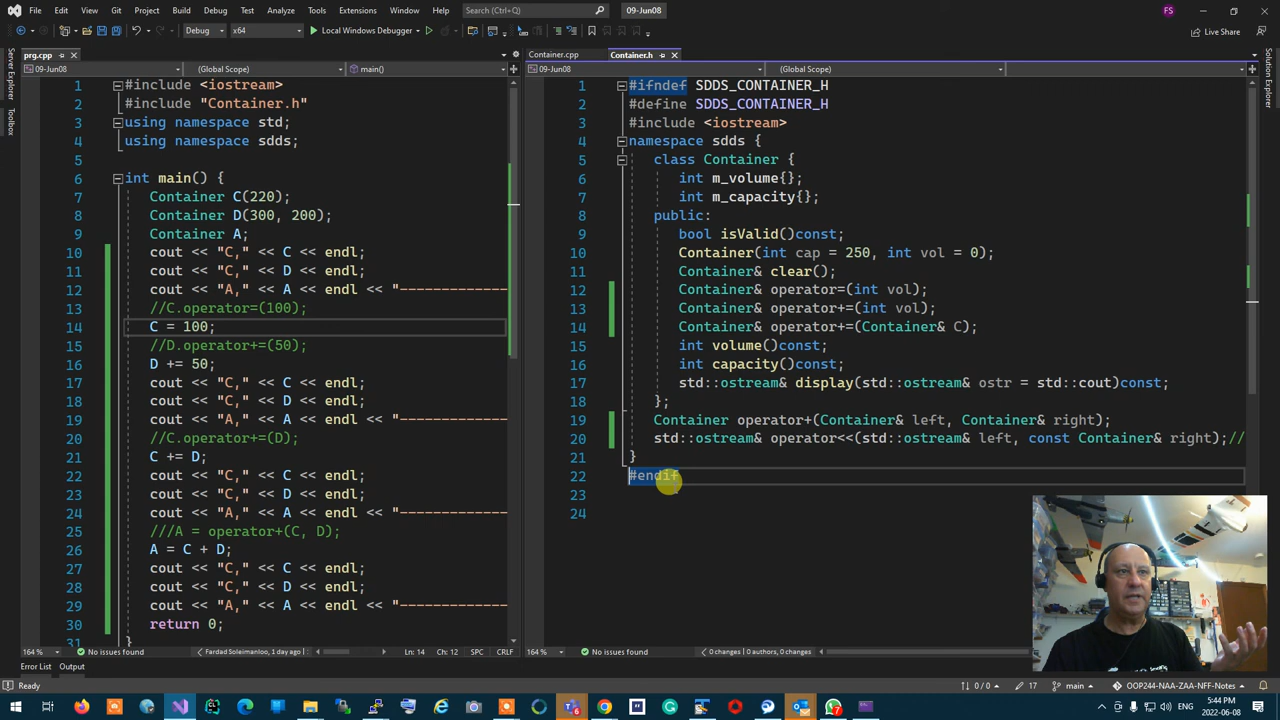 File Edit View Git Project Build Debug Test Analyze Tools Extensions Window Help Search (Ctrl+Q) 09-Jun08 FS
Debug x64 Local Windows Debugger Live Share
prg.cpp
09-Jun08 (Global Scope) main()
1 #include <iostream>
2 #include "Container.h"
3 using namespace std;
4 using namespace sdds;
5
6 int main() {
7 Container C(220);
8 Container D(300, 200);
9 Container A;
10 cout << "C," << C << endl;
11 cout << "C," << D << endl;
12 cout << "A," << A << endl << "———————————————
13 //C.operator=(100);
14 C = 100;
15 //D.operator+=(50);
16 D += 50;
17 cout << "C," << C << endl;
18 cout << "C," << D << endl;
19 cout << "A," << A << endl << "———————————————
20 //C.operator+=(D);
21 C += D;
22 cout << "C," << C << endl;
23 cout << "C," << D << endl;
24 cout << "A," << A << endl << "———————————————
25 ///A = operator+(C, D);
26 A = C + D;
27 cout << "C," << C << endl;
28 cout << "C," << D << endl;
29 cout << "A," << A << endl << "———————————————
30 return 0;
31 }
164 % No issues found Fardad Soleimanloo, 1 day ago Ln: 14 Ch: 12 SPC CRLF
Container.cpp Container.h
09-Jun08 (Global Scope)
1 #ifndef SDDS_CONTAINER_H
2 #define SDDS_CONTAINER_H
3 #include <iostream>
4 namespace sdds {
5 class Container {
6 int m_volume{};
7 int m_capacity{};
8 public:
9 bool isValid()const;
10 Container(int cap = 250, int vol = 0);
11 Container& clear();
12 Container& operator=(int vol);
13 Container& operator+=(int vol);
14 Container& operator+=(Container& C);
15 int volume()const;
16 int capacity()const;
17 std::ostream& display(std::ostream& ostr = std::cout)const;
18 };
19 Container operator+(Container& left, Container& right);
20 std::ostream& operator<<(std::ostream& left, const Container& right);//
21 }
22 #endif
23
24
164 % No issues found 0 changes | 0 authors, 0 changes
Server Explorer
Toolbox
Solution Explorer
Error List Output
Ready 0 / 0 17 main OOP244-NAA-ZAA-NFF-Notes
5:44 PM
2022-06-08